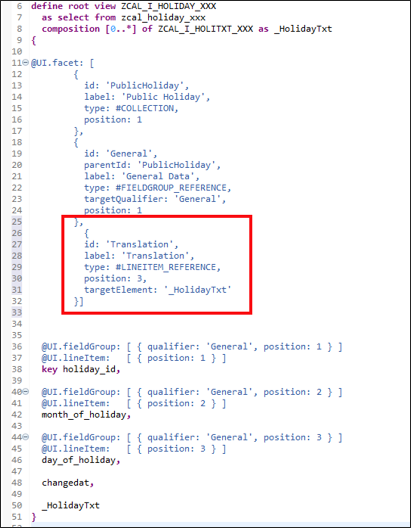 6 define root view ZCAL_I_HOLIDAY_XXX
7 as select from zcal_holiday_xxx
8 composition [0..*] of ZCAL_I_HOLITXT_XXX as _HolidayTxt
9 {
10
11 @UI.facet: [
12 {
13 id: 'PublicHoliday',
14 label: 'Public Holiday',
15 type: #COLLECTION,
16 position: 1
17 },
18 {
19 id: 'General',
20 parentId: 'PublicHoliday',
21 label: 'General Data',
22 type: #FIELDGROUP_REFERENCE,
23 targetQualifier: 'General',
24 position: 1
25 },
26 {
27 id: 'Translation',
28 label: 'Translation',
29 type: #LINEITEM_REFERENCE,
30 position: 3,
31 targetElement: '_HolidayTxt'
32 }]
33
34
35
36 @UI.fieldGroup: [ { qualifier: 'General', position: 1 } ]
37 @UI.lineItem: [ { position: 1 } ]
38 key holiday_id,
39
40 @UI.fieldGroup: [ { qualifier: 'General', position: 2 } ]
41 @UI.lineItem: [ { position: 2 } ]
42 month_of_holiday,
43
44 @UI.fieldGroup: [ { qualifier: 'General', position: 3 } ]
45 @UI.lineItem: [ { position: 3 } ]
46 day_of_holiday,
47
48 changedat,
49
50 _HolidayTxt
51 }